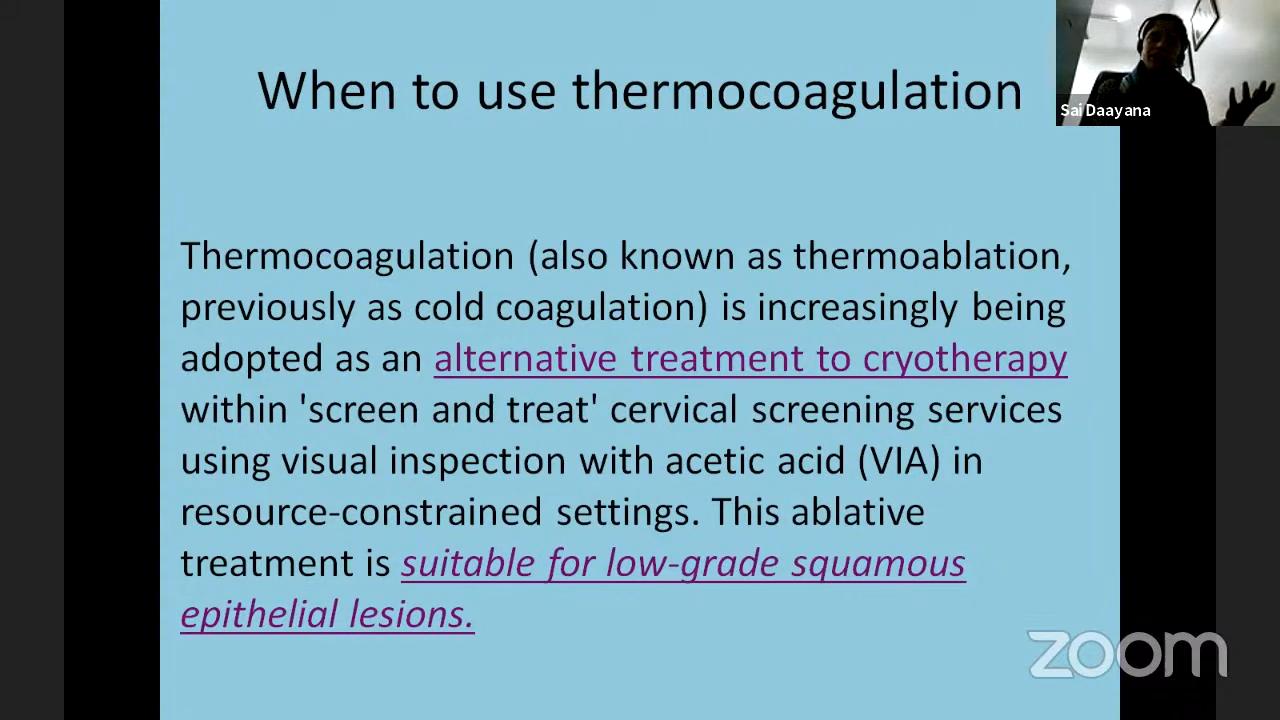 When to use thermocoagulation
Sai Daayana
Thermocoagulation (also known as thermoablation,
previously as cold coagulation) is increasingly being
adopted as an alternative treatment to cryotherapy
within 'screen and treat' cervical screening services
using visual inspection with acetic acid (VIA) in
resource-constrained settings. This ablative
treatment is suitable for low-grade squamous
epithelial lesions.
zoom